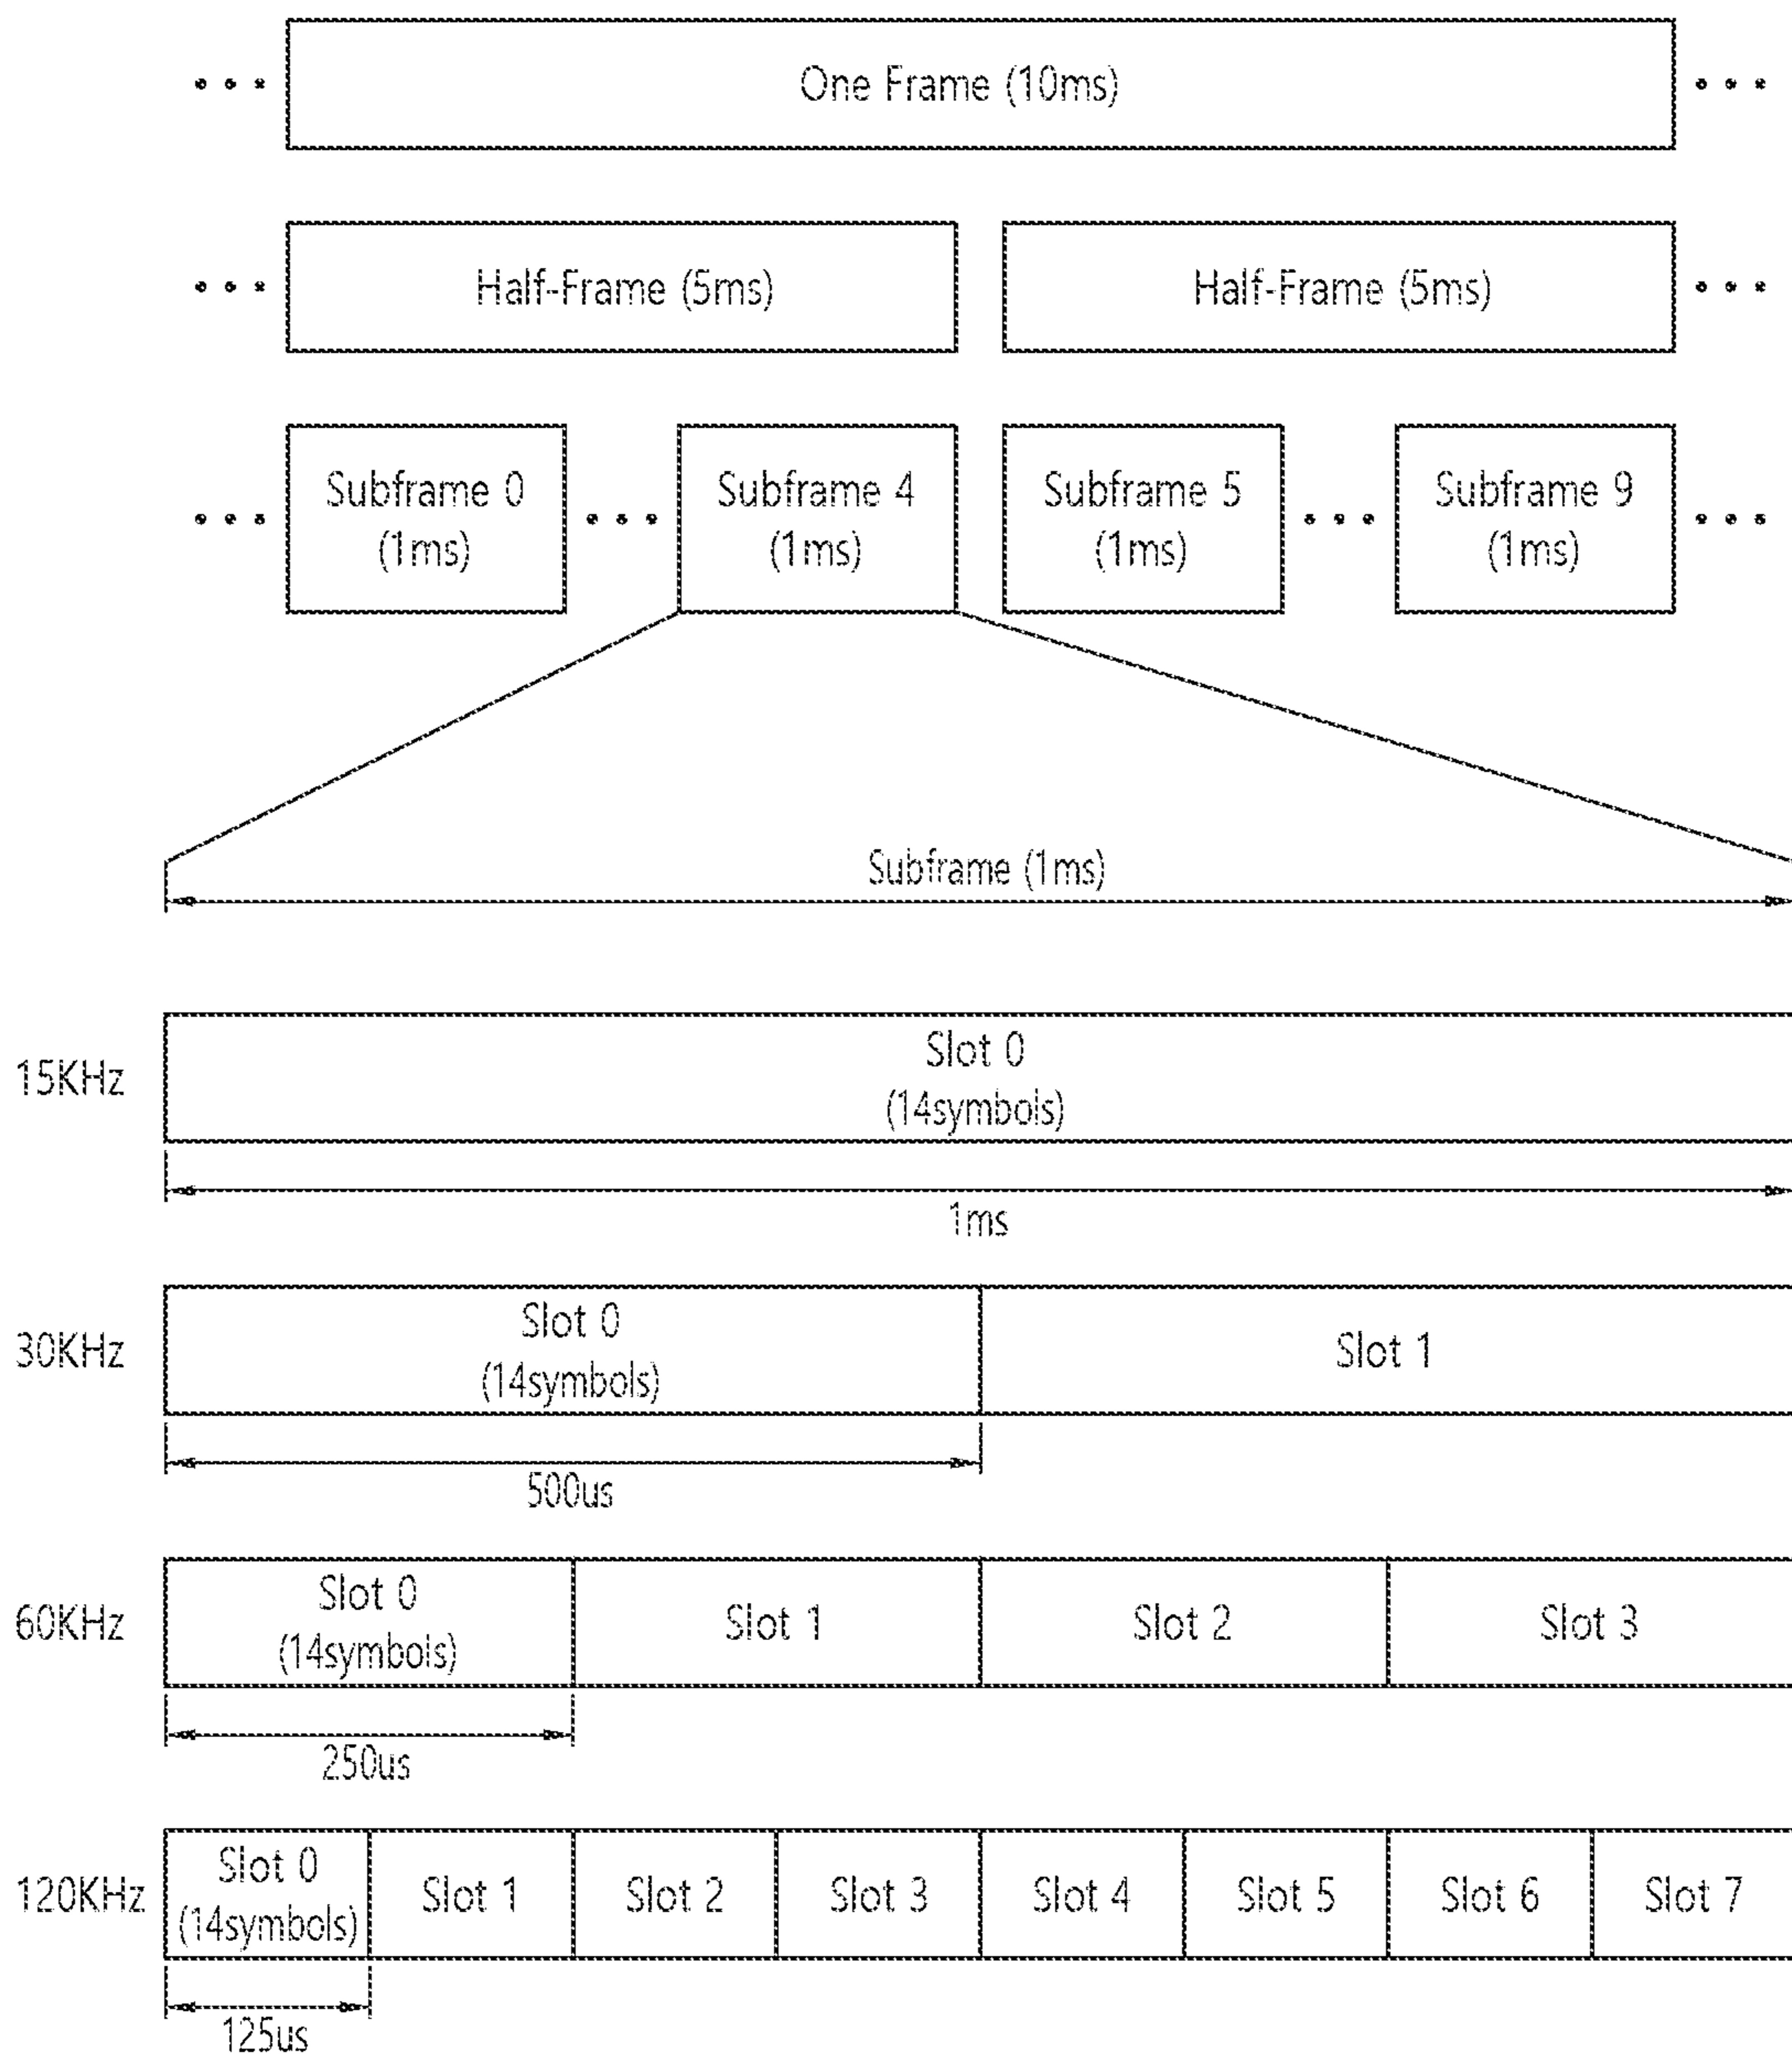 One Frame (10ms)
Half-Frame (5ms)
Half-Frame (5ms)
Subframe 0
(1ms)
Subframe 4
(1ms)
Subframe 5
(1ms)
Subframe 9
(1ms)
Subframe (1ms)
15KHz
Slot 0
(14symbols)
1ms
30KHz
Slot 0
(14symbols)
Slot 1
500us
60KHz
Slot 0
(14symbols)
Slot 1
Slot 2
Slot 3
250us
120KHz
Slot 0
(14symbols)
Slot 1
Slot 2
Slot 3
Slot 4
Slot 5
Slot 6
Slot 7
125us